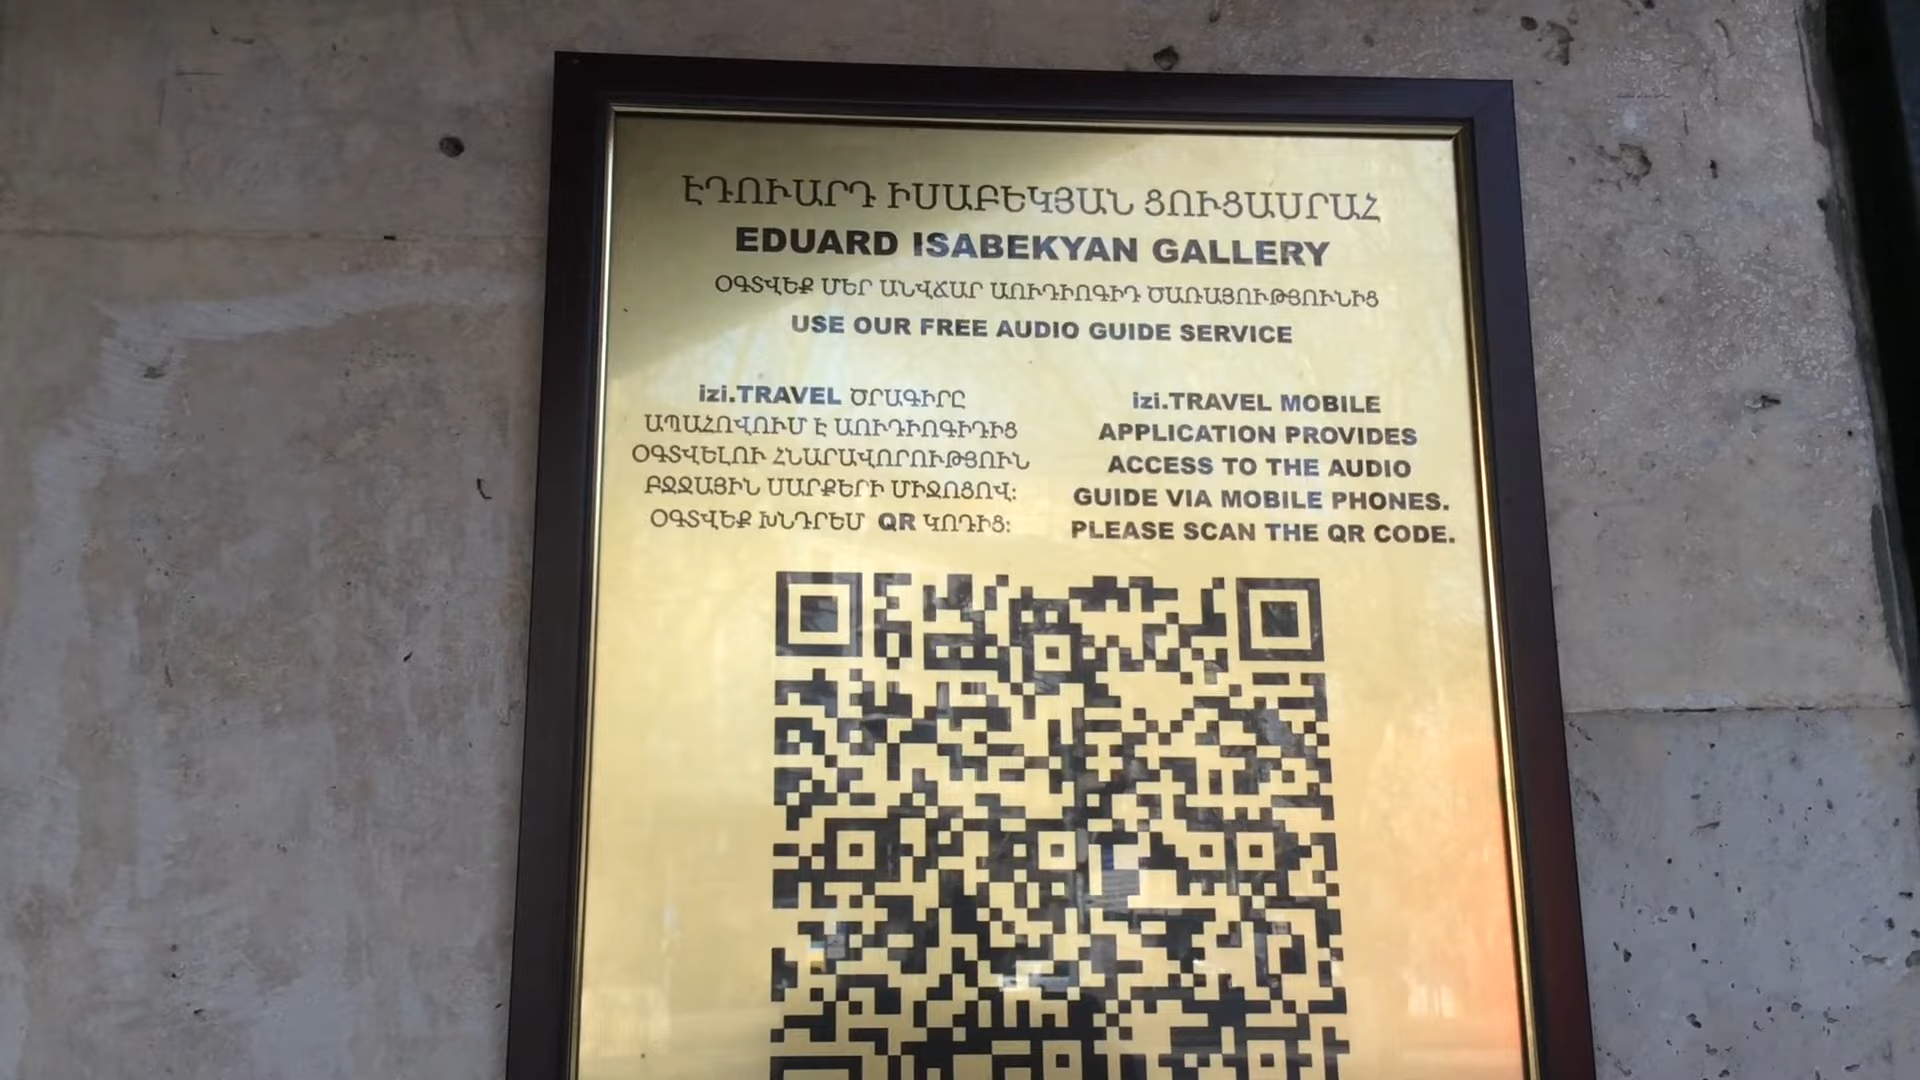 ԷԴՈՒԱՐԴ ԻՍԱԲԵԿՅԱՆ ՑՈՒՑԱՍՐԱՀ
EDUARD ISABEKYAN GALLERY
ՕԳՏՎԵՔ ՄԵՐ ԱՆՎՃԱՐ ԱՈՒԴԻՈԳԻԴ ԾԱՌԱՅՈՒԹՅՈՒՆԻՑ
USE OUR FREE AUDIO GUIDE SERVICE
izi.TRAVEL ԾՐԱԳԻՐԸ
ԱՊԱՀՈՎՈՒՄ Է ԱՈՒԴԻՈԳԻԴԻՑ
ՕԳՏՎԵԼՈՒ ՀՆԱՐԱՎՈՐՈՒԹՅՈՒՆ
ԲՋՋԱՅԻՆ ՍԱՐՔԵՐԻ ՄԻՋՈՑՈՎ:
ՕԳՏՎԵՔ ԽՆԴՐԵՄ QR ԿՈԴԻՑ:
izi.TRAVEL MOBILE
APPLICATION PROVIDES
ACCESS TO THE AUDIO
GUIDE VIA MOBILE PHONES.
PLEASE SCAN THE QR CODE.